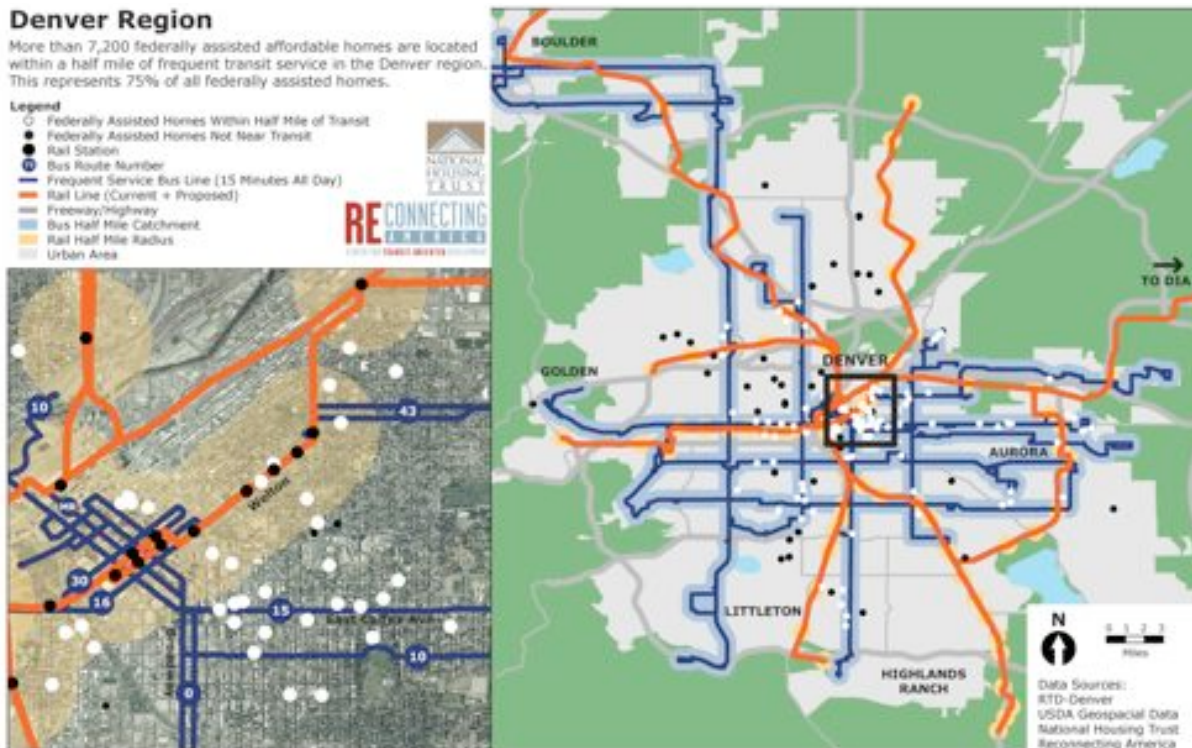 Denver Region
More than 7,200 federally assisted affordable homes are located
within a half mile of frequent transit service in the Denver region.
This represents 75% of all federally assisted homes.
Legend
Federally Assisted Homes Within Half Mile of Transit
Federally Assisted Homes Not Near Transit
Rail Station
Bus Route Number
Frequent Service Bus Line (15 Minutes All Day)
Rail Line (Current + Proposed)
Freeway/Highway
Bus Half Mile Catchment
Rail Half Mile Radius
Urban Area
NATIONAL
HOUSING
TRUST
RECONNECTING
AMERICA
BOULDER
TO DIA
DENVER
GOLDEN
AURORA
LITTLETON
HIGHLANDS
RANCH
10
43
Welton
30
16
15
10
0
N
0 1 2 3
Miles
Data Sources:
RTD-Denver
USDA Geospacial Data
National Housing Trust
Reconnecting America